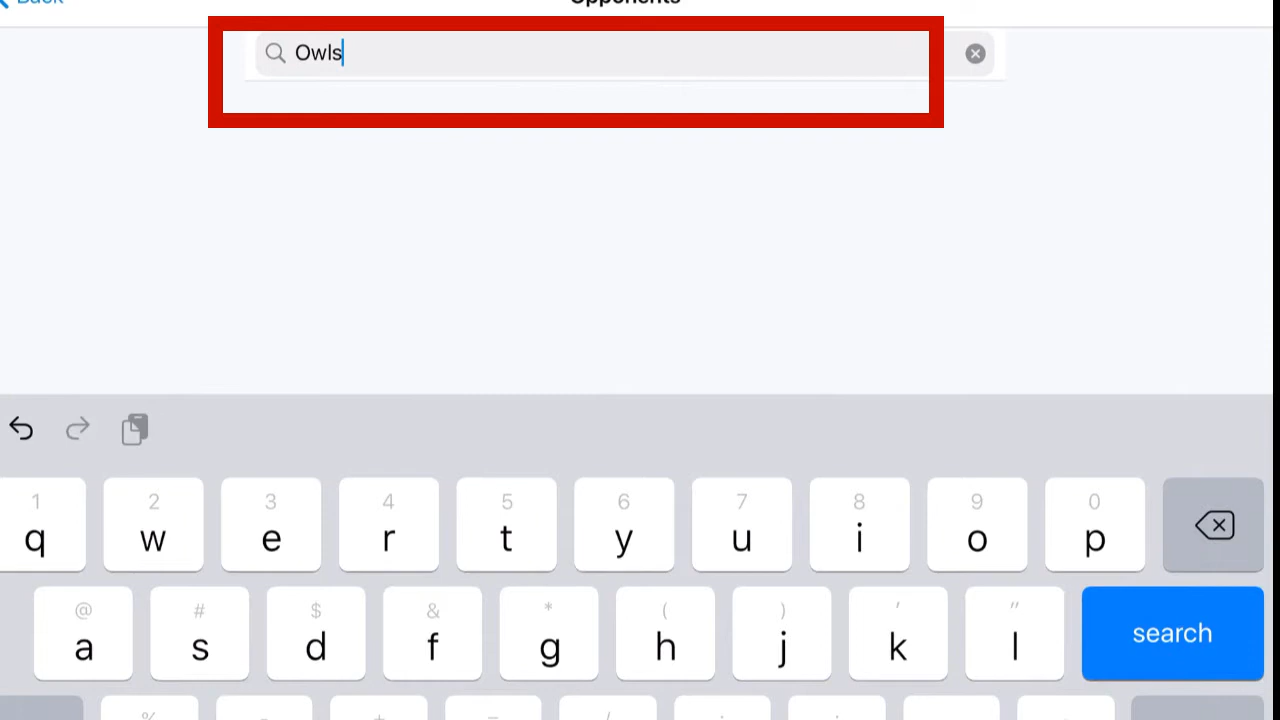 Back
Opponents
Owls
1 2 3 4 5 6 7 8 9 0
q w e r t y u i o p
@ # $ & * ( ) ' "
a s d f g h j k l
search
% - + = / ; :